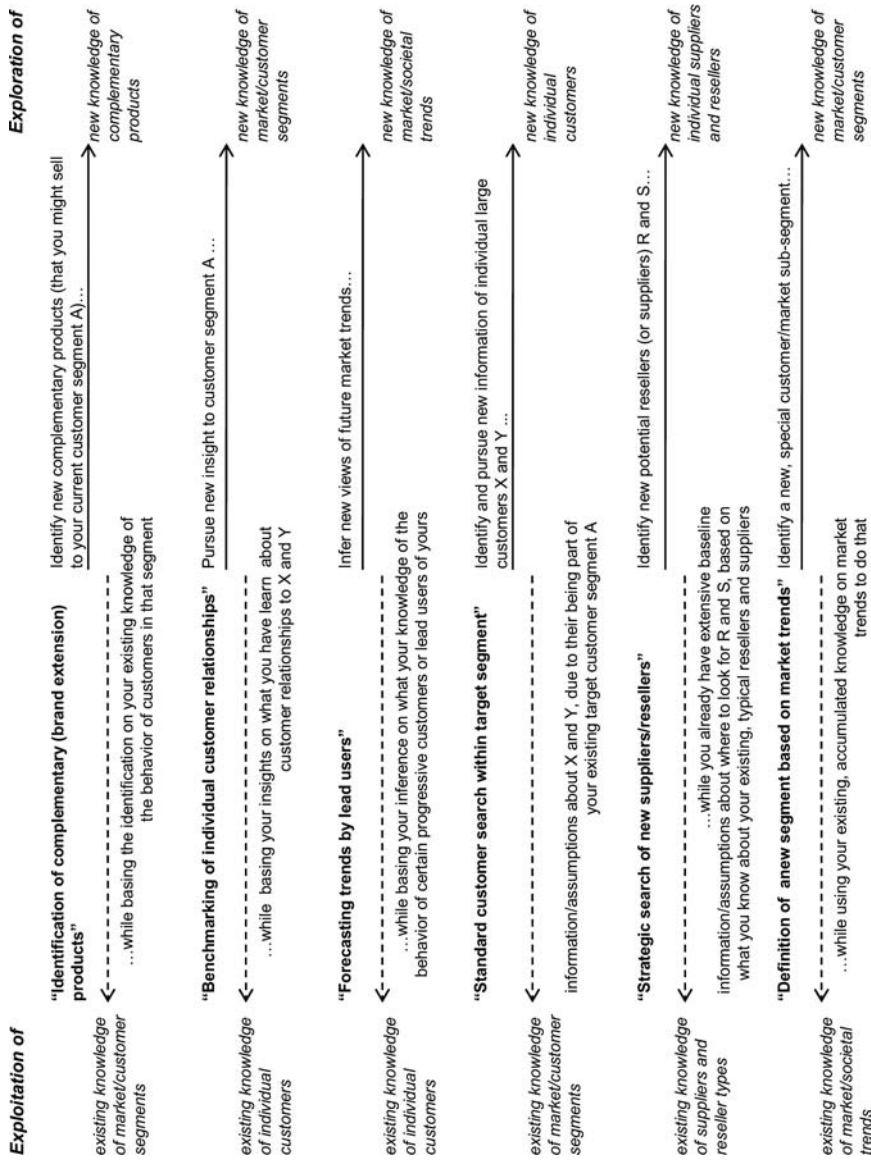 Exploitation of
Exploration of
"Identification of complementary (brand extension)
products"
Identify new complementary products (that you might sell
to your current customer segment A)…
existing knowledge
of market/customer
segments
…while basing the identification on your existing knowledge of
the behavior of customers in that segment
new knowledge of
complementary
products
"Benchmarking of individual customer relationships"
Pursue new insight to customer segment A …
existing knowledge
of individual
customers
…while basing your insights on what you have learn about
customer relationships to X and Y
new knowledge of
market/customer
segments
"Forecasting trends by lead users"
Infer new views of future market trends…
existing knowledge
of individual
customers
…while basing your inference on what your knowledge of the
behavior of certain progressive customers or lead users of yours
new knowledge of
market/societal
trends
"Standard customer search within target segment"
Identify and pursue new information of individual large
customers X and Y …
existing knowledge
of market/customer
segments
information/assumptions about X and Y, due to their being part of
your existing target customer segment A
new knowledge of
individual
customers
"Strategic search of new suppliers/resellers"
Identify new potential resellers (or suppliers) R and S…
existing knowledge
of suppliers and
reseller types
…while you already have extensive baseline
information/assumptions about where to look for R and S, based on
what you know about your existing, typical resellers and suppliers
new knowledge of
individual suppliers
and resellers
"Definition of  anew segment based on market trends"
Identify a new, special customer/market sub-segment…
existing knowledge
of market/societal
trends
…while using your existing, accumulated knowledge on market
trends to do that
new knowledge of
market/customer
segments